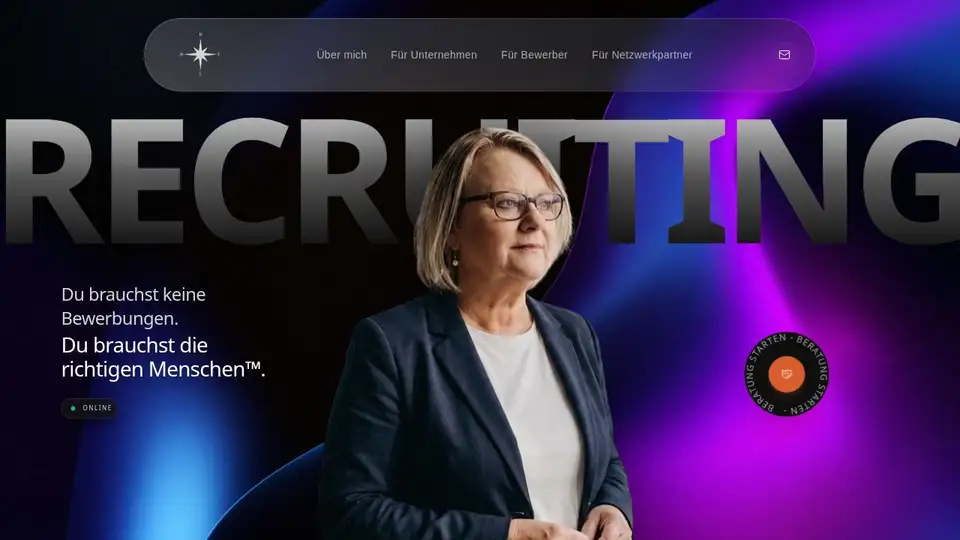 Über mich Für Unternehmen Für Bewerber Für Netzwerkpartner
RECRUITING
Du brauchst keine
Bewerbungen.
Du brauchst die
richtigen Menschen™.
ONLINE
BERATUNG STARTEN - BERATUNG STARTEN -